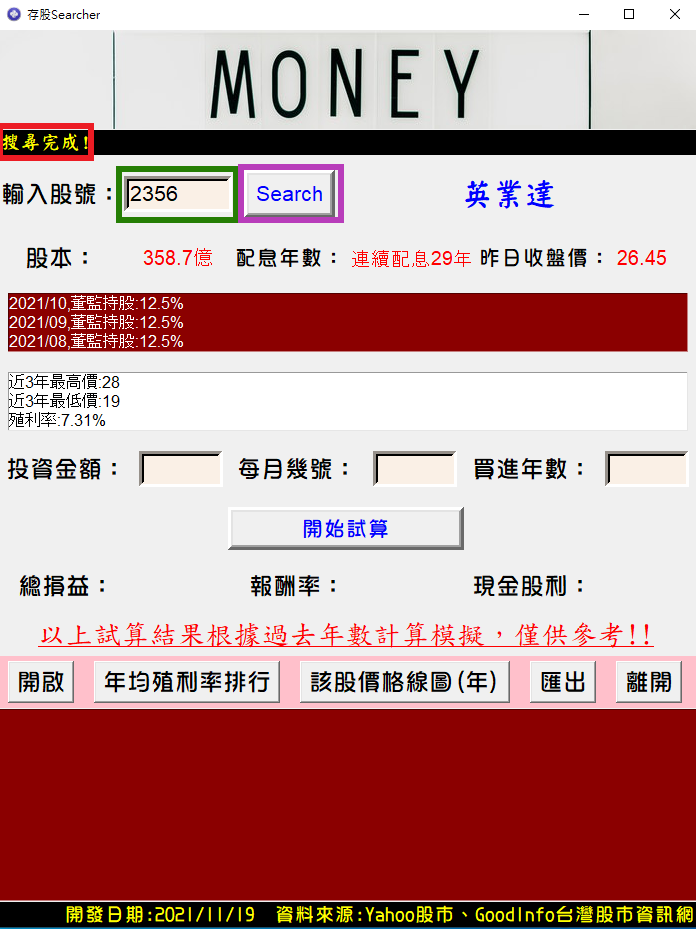 存股Searcher
MONEY
搜尋完成!
輸入股號： 2356 Search 英業達
股本： 358.7億 配息年數： 連續配息29年 昨日收盤價： 26.45
2021/10,董監持股:12.5%
2021/09,董監持股:12.5%
2021/08,董監持股:12.5%
近3年最高價:28
近3年最低價:19
殖利率:7.31%
投資金額： 每月幾號： 買進年數：
開始試算
總損益： 報酬率： 現金股利：
以上試算結果根據過去年數計算模擬，僅供參考!!
開啟 年均殖利率排行 該股價格線圖(年) 匯出 離開
開發日期:2021/11/19 資料來源:Yahoo股市、GoodInfo台灣股市資訊網